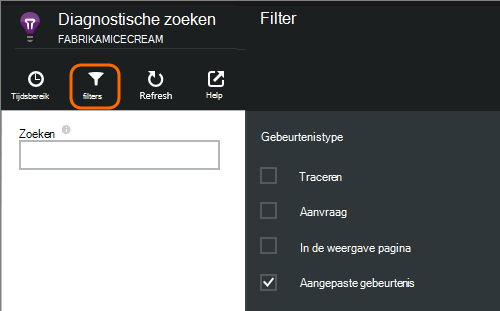 Diagnostische zoeken
FABRIKAMICECREAM
Tijdsbereik
filters
Refresh
Help
Zoeken
Filter
Gebeurtenistype
Traceren
Aanvraag
In de weergave pagina
Aangepaste gebeurtenis